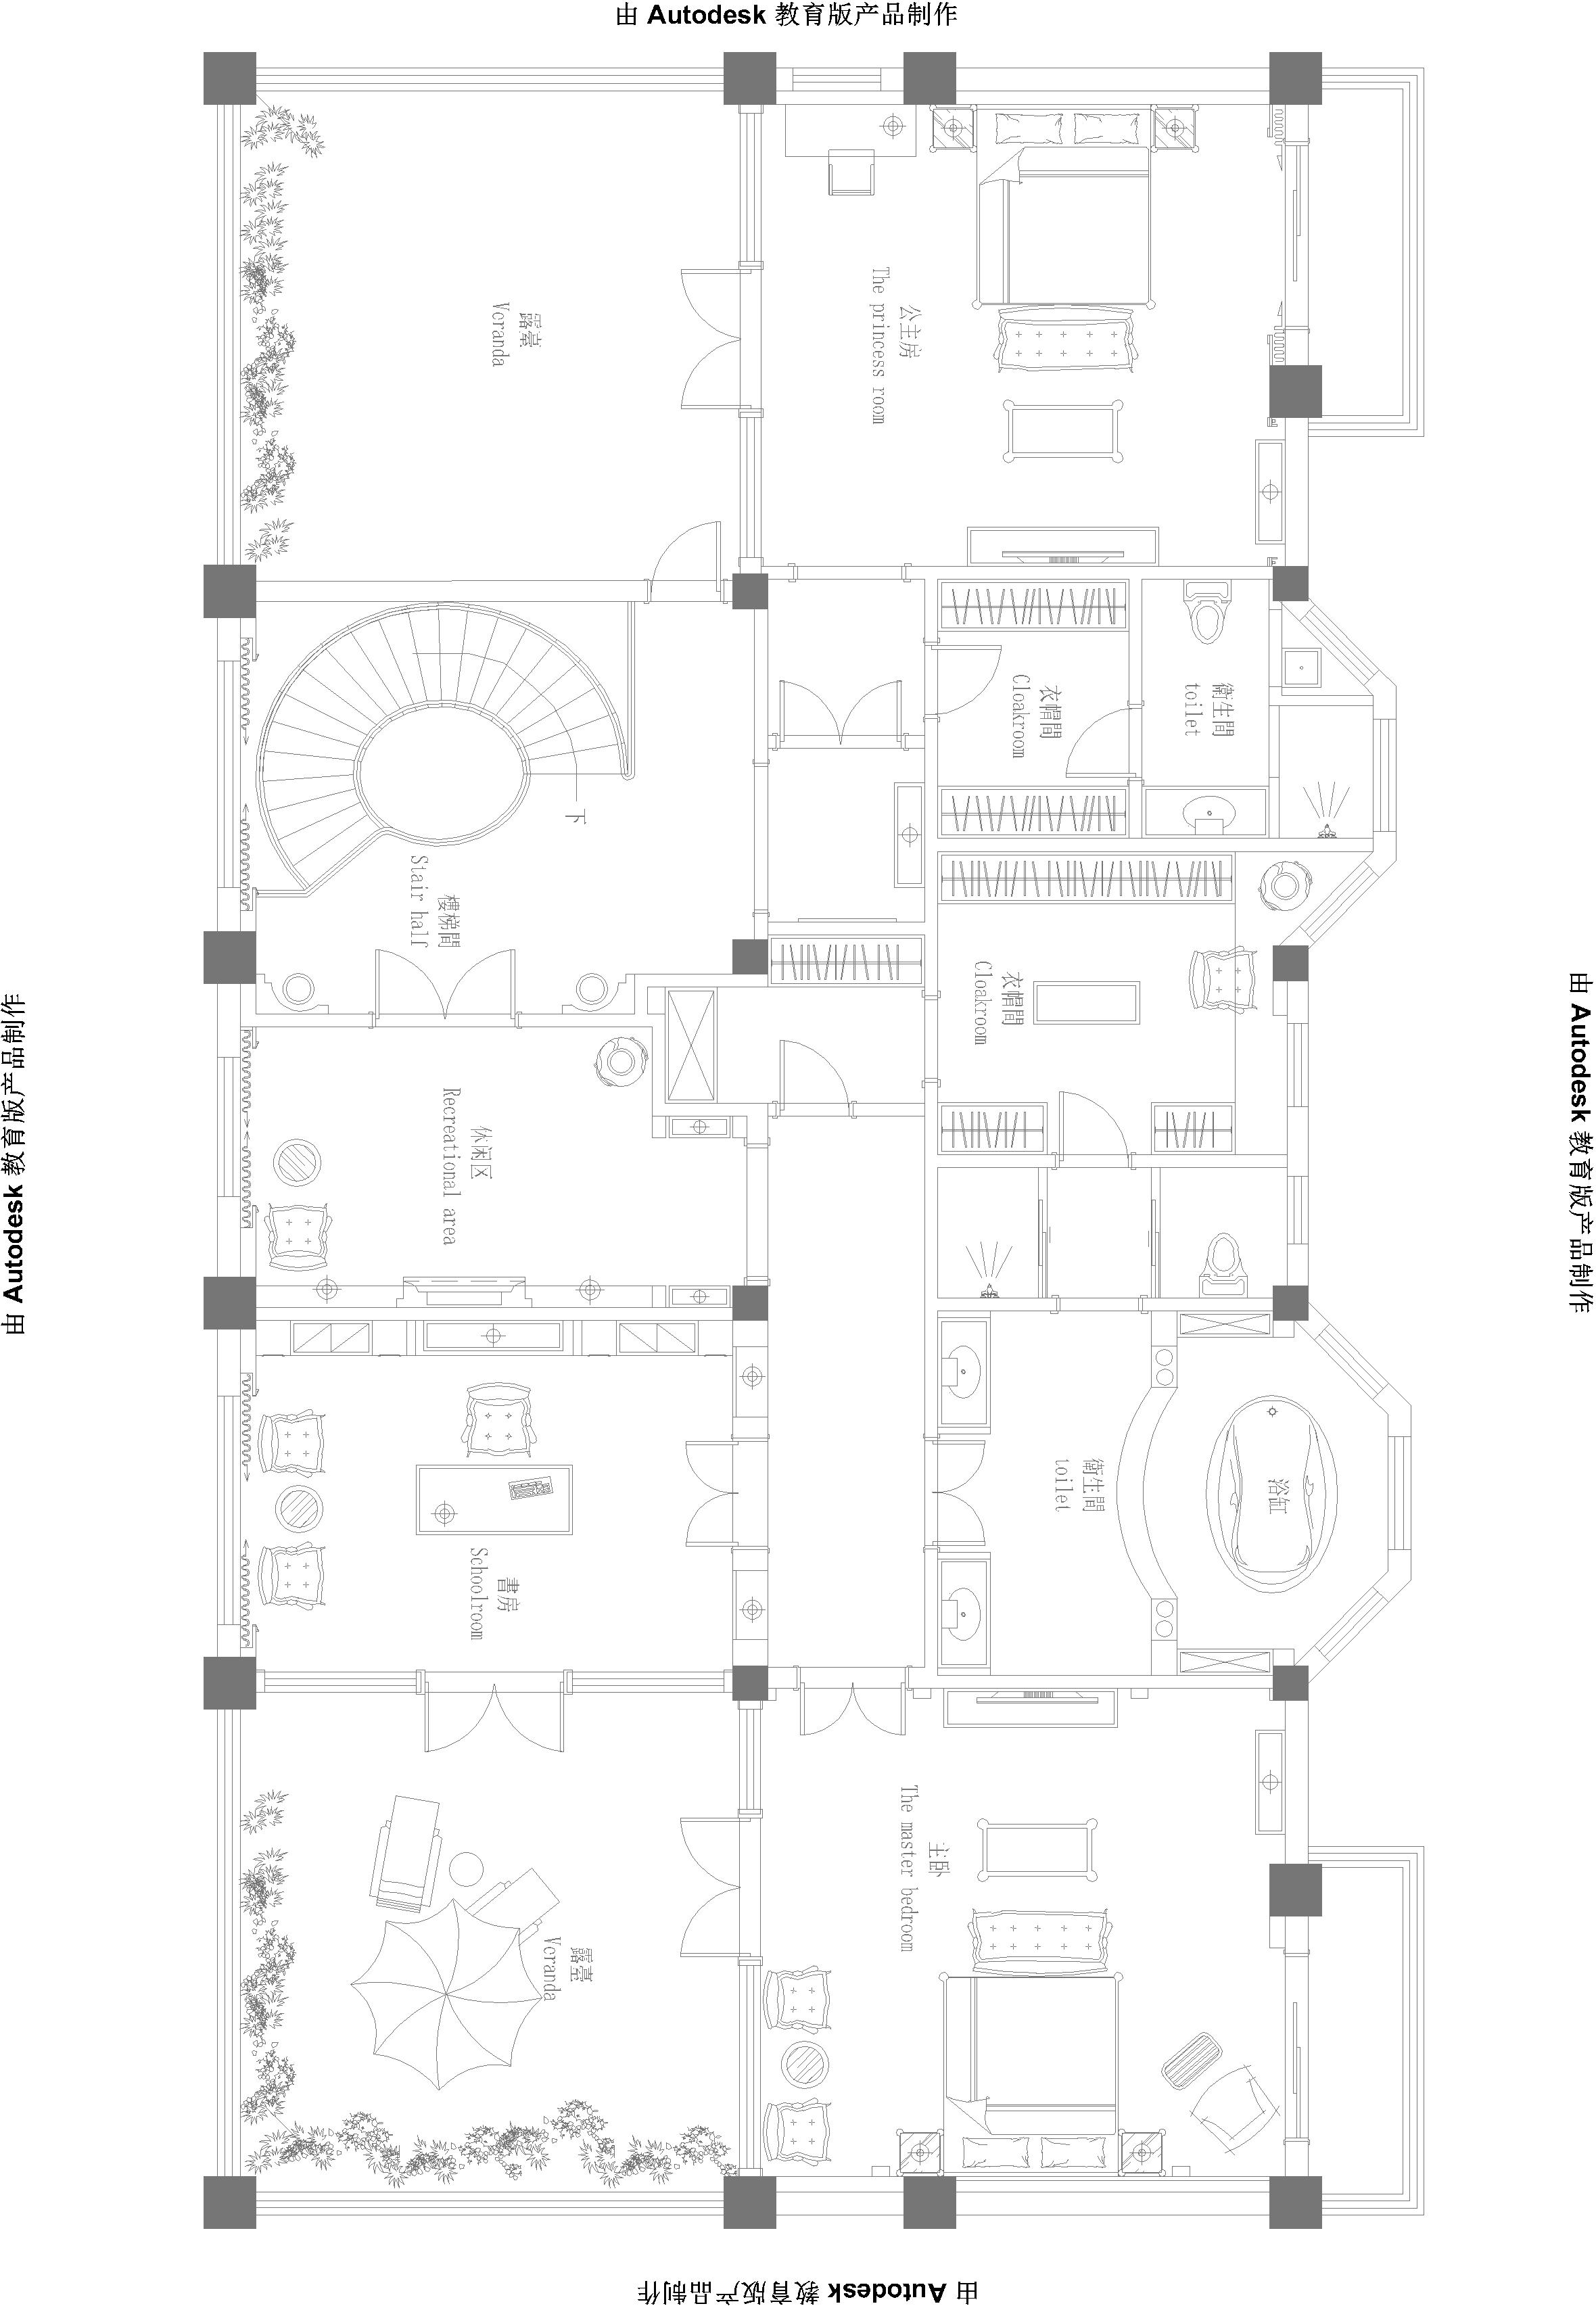 由 Autodesk 教育版产品制作
露臺
Veranda
公主房
The princess room
衣帽間
Cloakroom
衛生間
toilet
下
樓梯間
Stair hall
衣帽間
Cloakroom
休闲区
Recreational area
衛生間
toilet
浴缸
書房
Schoolroom
主卧
The master bedroom
露臺
Veranda
由 Autodesk 教育版产品制作
由 Autodesk 教育版产品制作
由 Autodesk 教育版产品制作